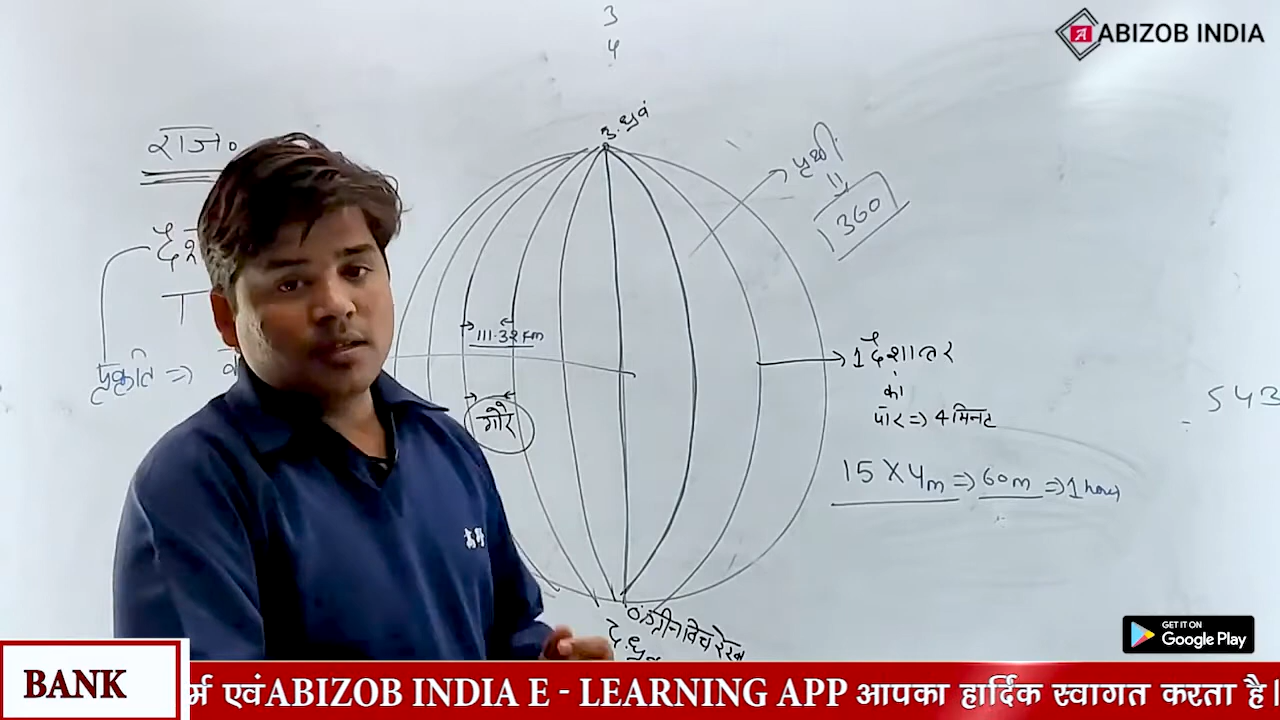 3
4
ABIZOB INDIA
उ. ध्रुवं
राज०
पृथ्वी
॥
360
111.32 Km
1 देशान्तर
का
पार => 4 मिनट
543
प्रकृति =>
गोरे
15 X 4m => 60m => 1 hour
0° ग्रीनविच रेखा
द. ध्रुव
GET IT ON
Google Play
BANK
र्म एवं ABIZOB INDIA E - LEARNING APP आपका हार्दिक स्वागत करता है।